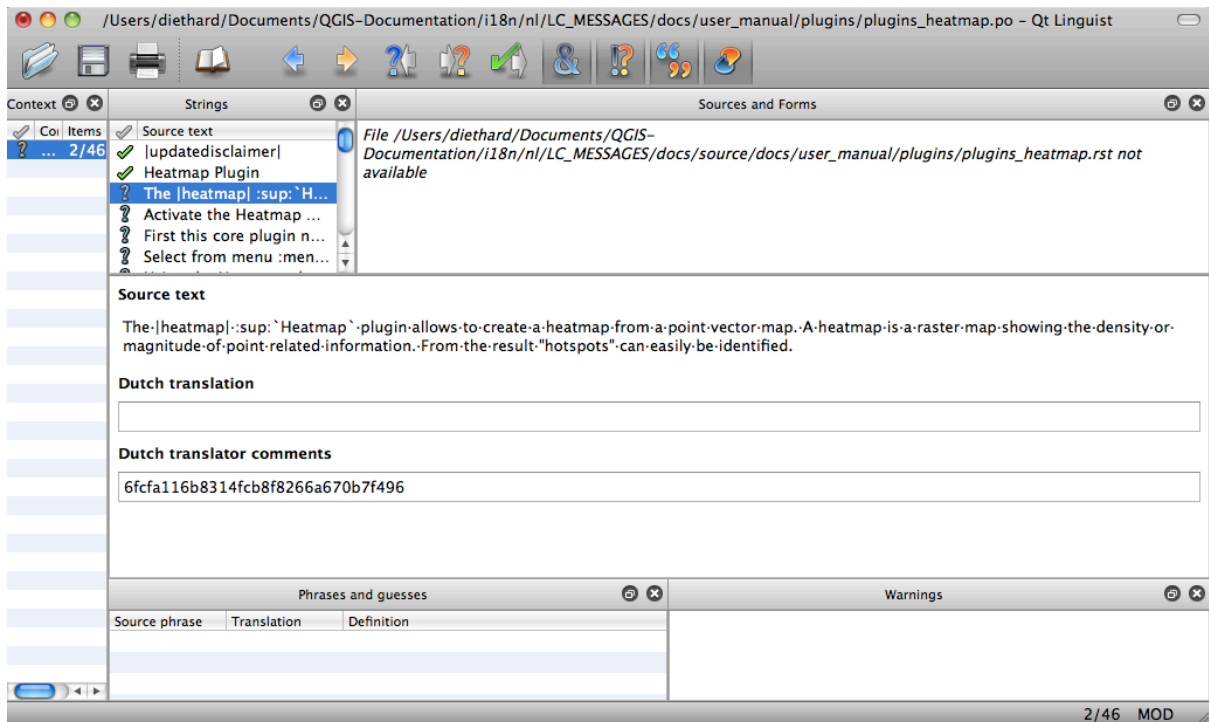 /Users/diethard/Documents/QGIS-Documentation/i18n/nl/LC_MESSAGES/docs/user_manual/plugins/plugins_heatmap.po – Qt Linguist
Context
Strings
Sources and Forms
Coı Items
... 2/46
Source text
|updatedisclaimer|
Heatmap Plugin
The |heatmap| :sup:`H...
Activate the Heatmap ...
First this core plugin n...
Select from menu :men...
File /Users/diethard/Documents/QGIS-
Documentation/i18n/nl/LC_MESSAGES/docs/source/docs/user_manual/plugins/plugins_heatmap.rst not
available
Source text
The·|heatmap|·:sup:`Heatmap`·plugin·allows·to·create·a·heatmap·from·a·point·vector·map.·A·heatmap·is·a·raster·map·showing·the·density·or·
magnitude·of·point·related·information.·From·the·result·"hotspots"·can·easily·be·identified.
Dutch translation
Dutch translator comments
6fcfa116b8314fcb8f8266a670b7f496
Phrases and guesses
Warnings
Source phrase Translation Definition
2/46 MOD